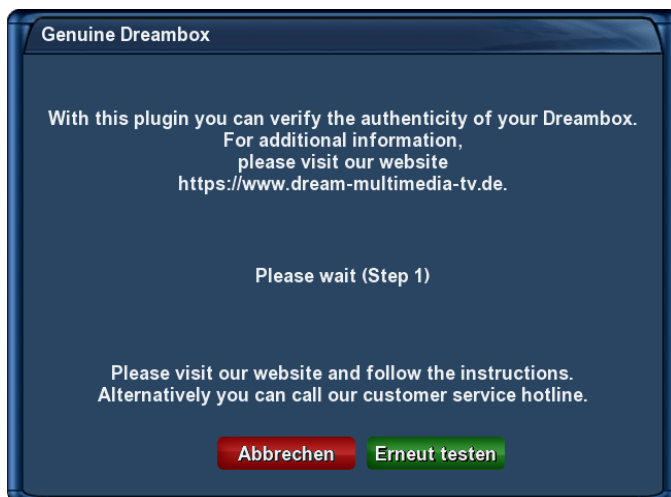 Genuine Dreambox
With this plugin you can verify the authenticity of your Dreambox.
For additional information,
please visit our website
https://www.dream-multimedia-tv.de.
Please wait (Step 1)
Please visit our website and follow the instructions.
Alternatively you can call our customer service hotline.
Abbrechen Erneut testen